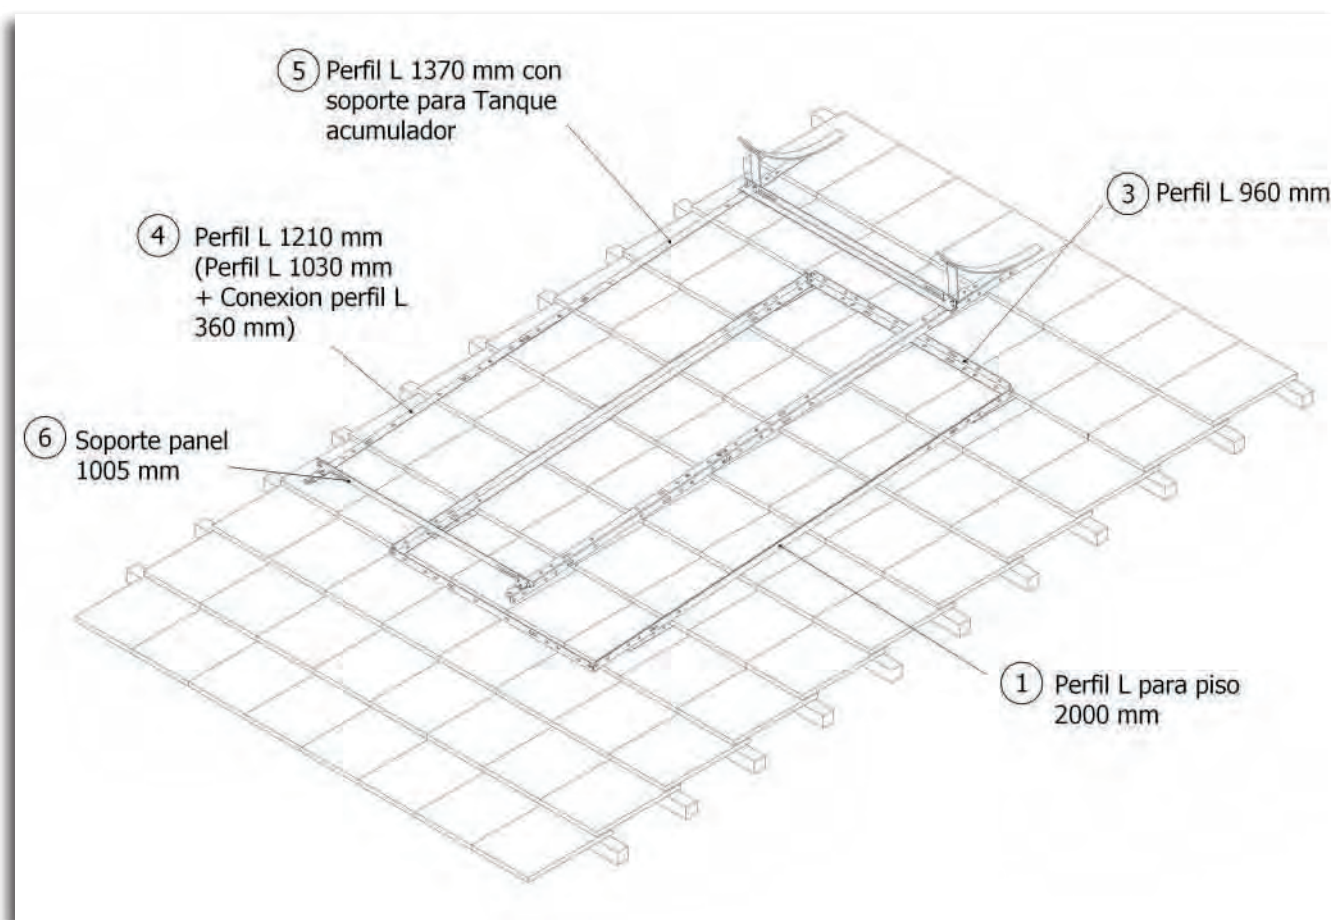 5 Perfil L 1370 mm con
soporte para Tanque
acumulador
3 Perfil L 960 mm
4 Perfil L 1210 mm
(Perfil L 1030 mm
+ Conexion perfil L
360 mm)
6 Soporte panel
1005 mm
1 Perfil L para piso
2000 mm